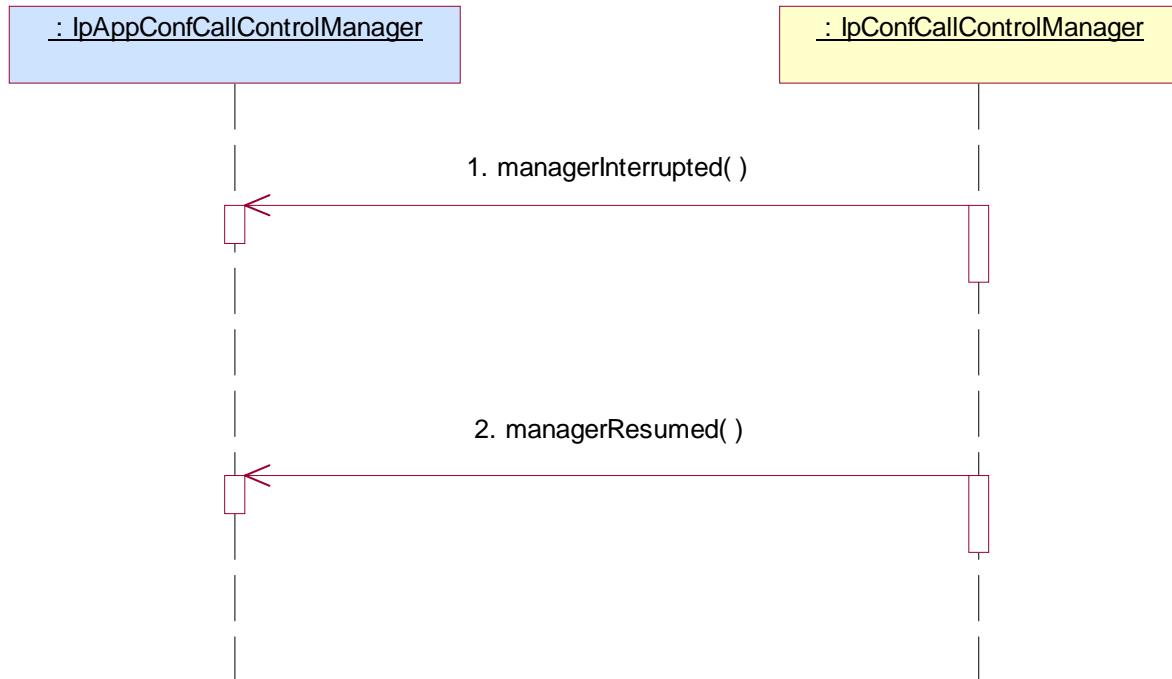 : IpAppConfCallControlManager
: IpConfCallControlManager
1. managerInterrupted( )
2. managerResumed( )